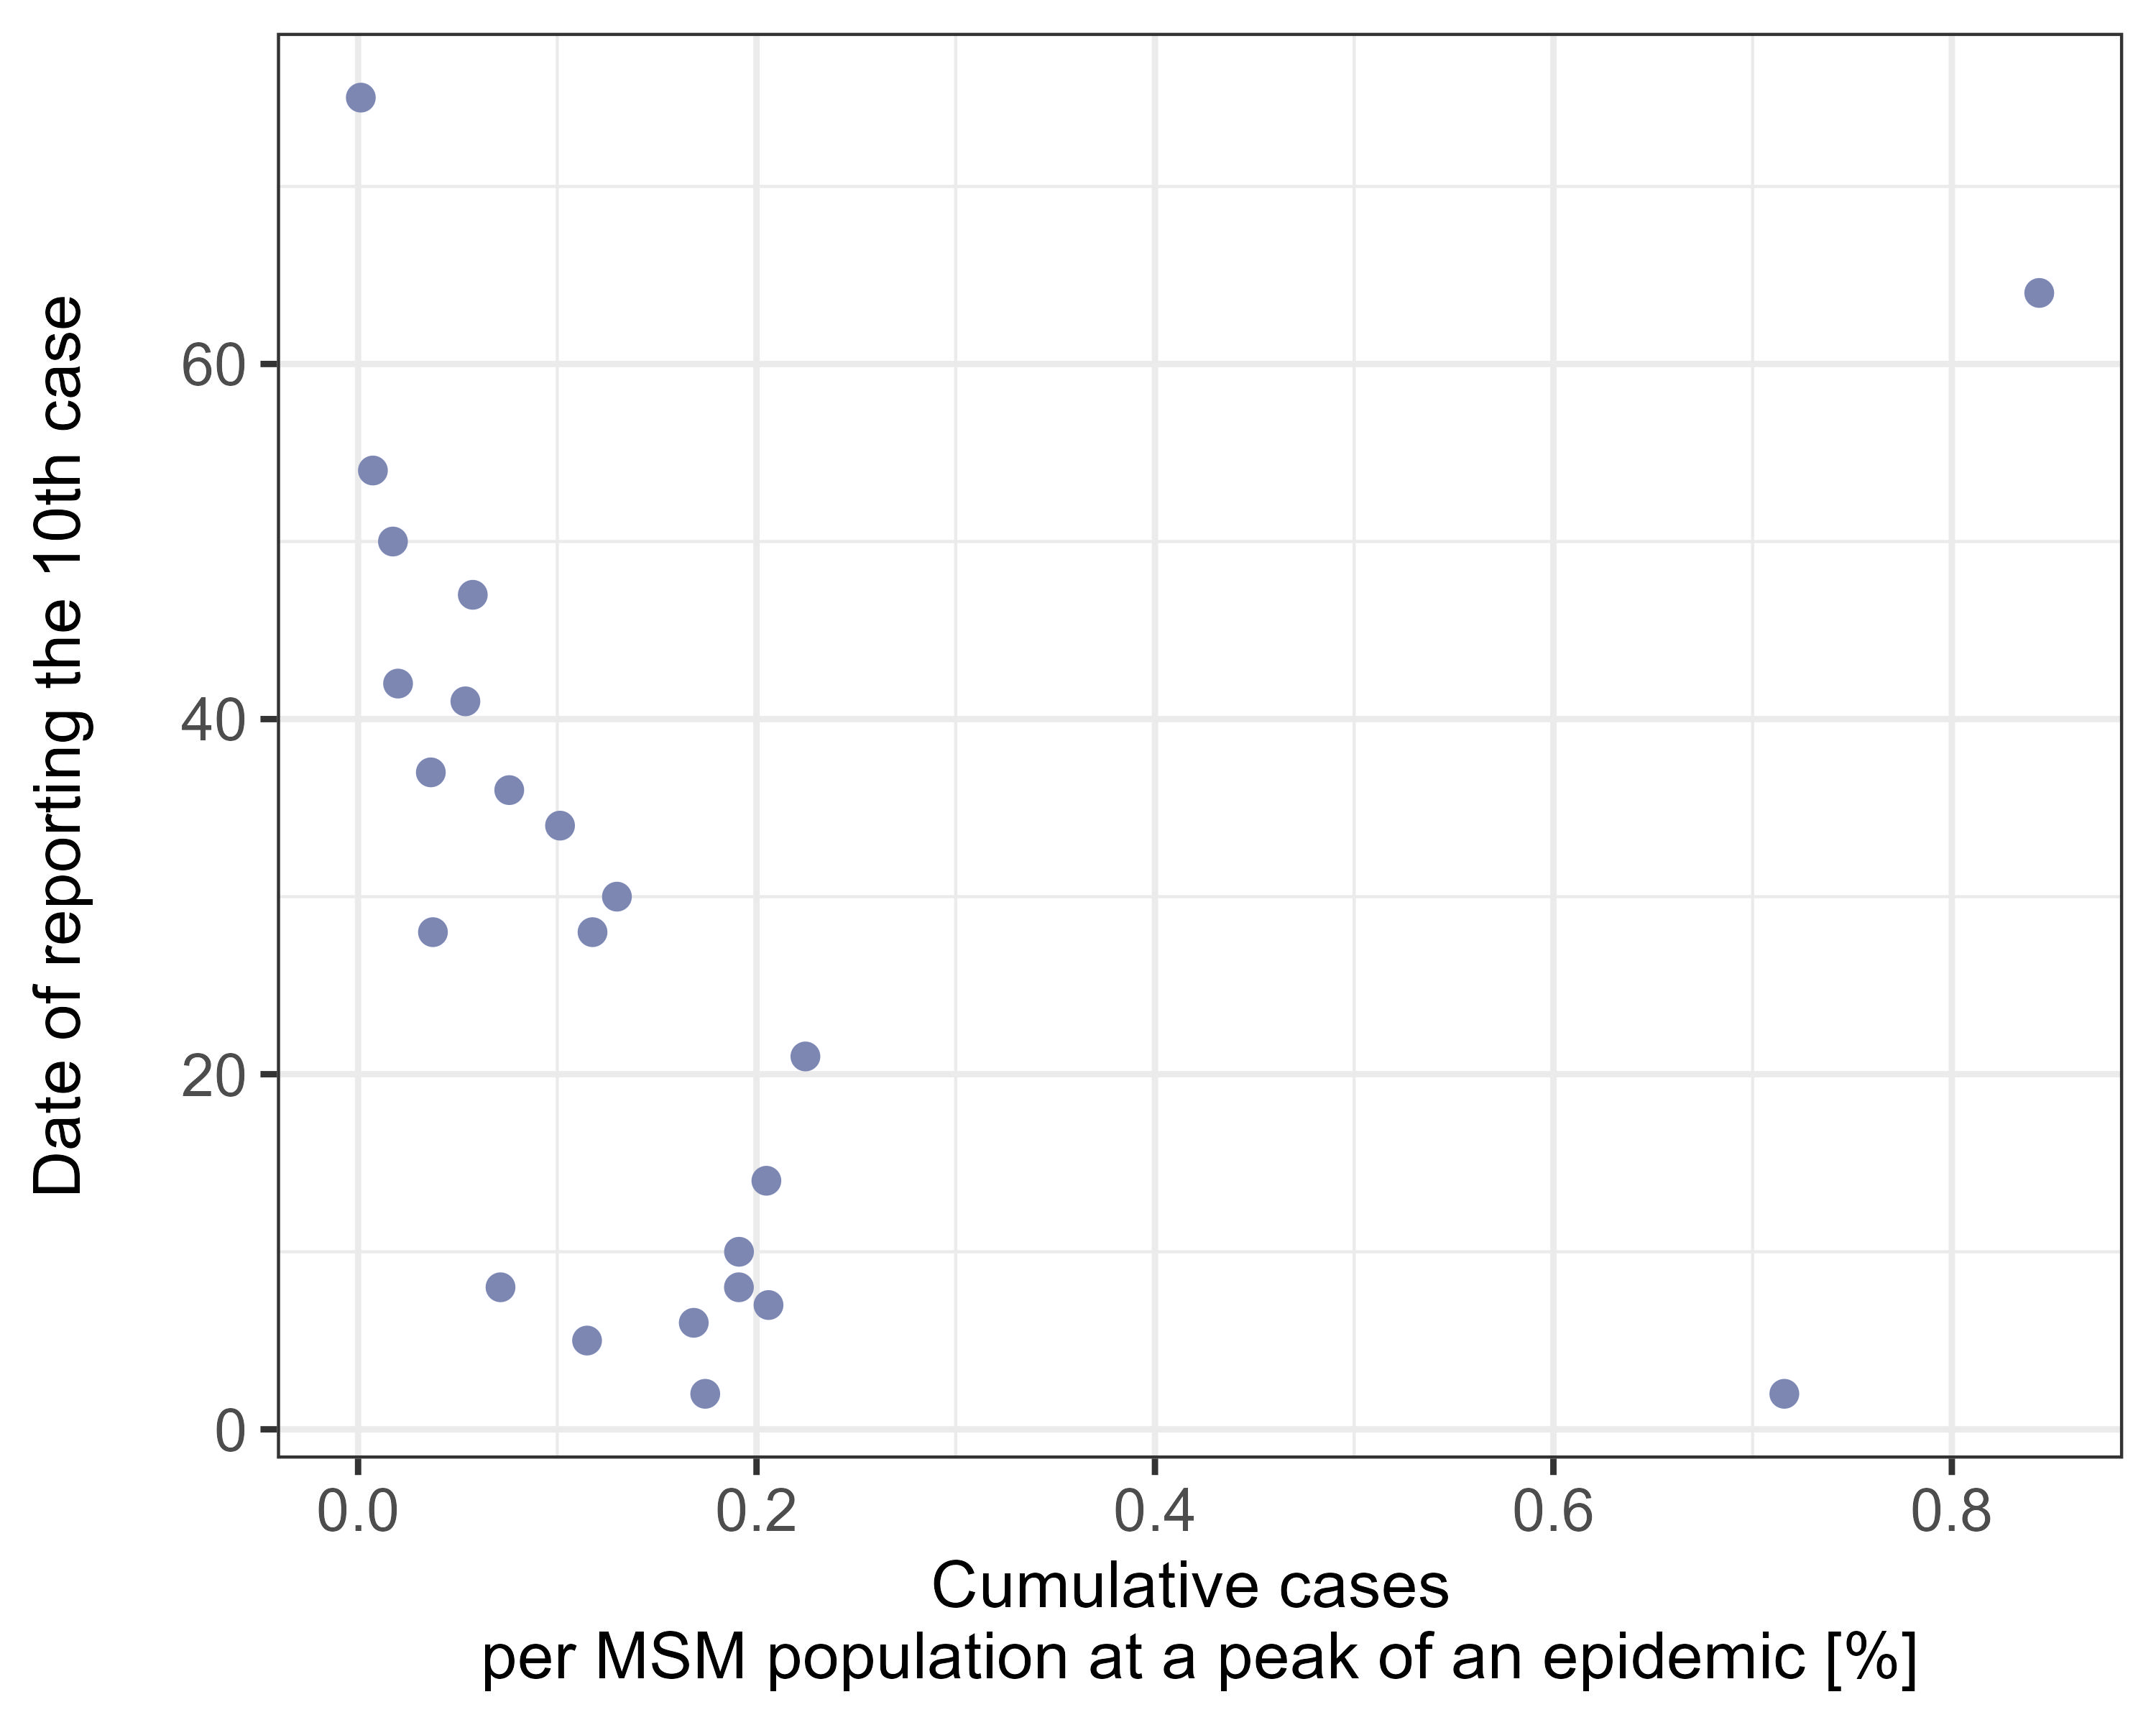 Date of reporting the 10th case
60
40
20
0
0.0 0.2 0.4 0.6 0.8
Cumulative cases
per MSM population at a peak of an epidemic [%]